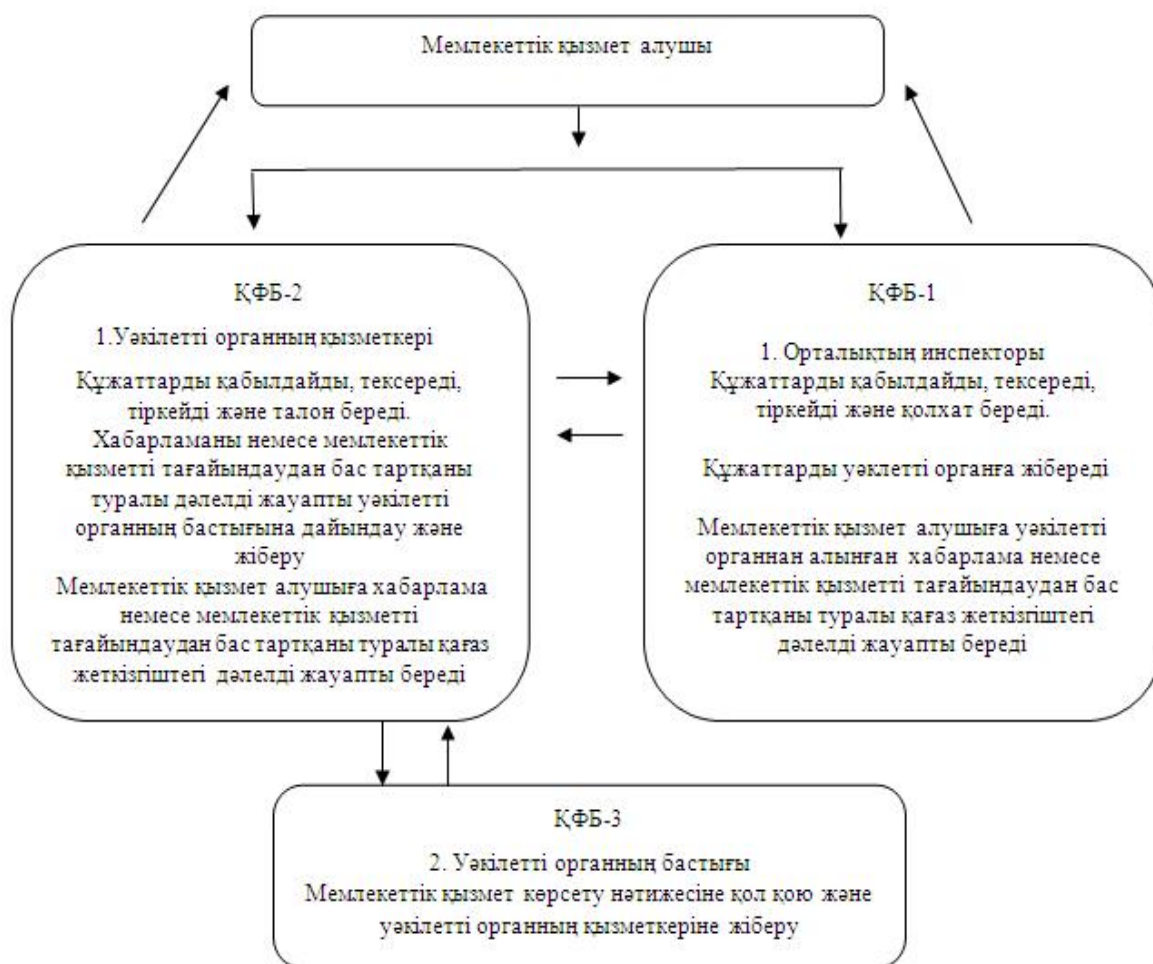 Мемлекеттік қызмет алушы
ҚФБ-2
1.Уәкілетті органның қызметкері
Құжаттарды қабылдайды, тексереді,
тіркейді және талон береді.
Хабарламаны немесе мемлекеттік
қызметті тағайындаудан бас тартқаны
туралы дәлелді жауапты уәкілетті
органның бастығына дайындау және
жіберу
Мемлекеттік қызмет алушыға хабарлама
немесе мемлекеттік қызметті
тағайындаудан бас тартқаны туралы қағаз
жеткізгіштегі дәлелді жауапты береді
ҚФБ-1
1. Орталықтың инспекторы
Құжаттарды қабылдайды, тексереді,
тіркейді және қолхат береді.
Құжаттарды уәклетті органға жібереді
Мемлекеттік қызмет алушыға уәкілетті
органнан алынған хабарлама немесе
мемлекеттік қызметті тағайындаудан бас
тартқаны туралы қағаз жеткізгіштегі
дәлелді жауапты береді
ҚФБ-3
2. Уәкілетті органның бастығы
Мемлекеттік қызмет көрсету нәтижесіне қол қою және
уәкілетті органның қызметкеріне жіберу